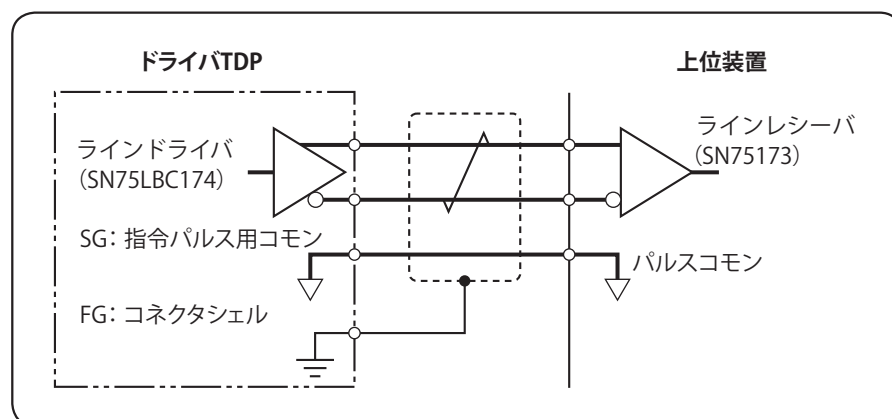 ドライバTDP
上位装置
ラインドライバ
(SN75LBC174)
ラインレシーバ
(SN75173)
SG：指令パルス用コモン
パルスコモン
FG：コネクタシェル